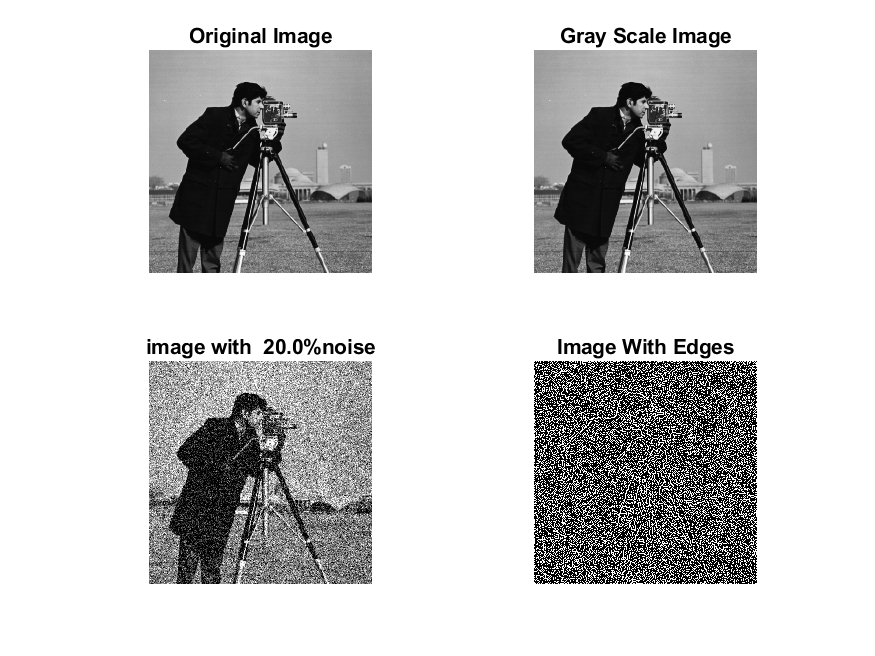 Original Image
Gray Scale Image
image with  20.0%noise
Image With Edges